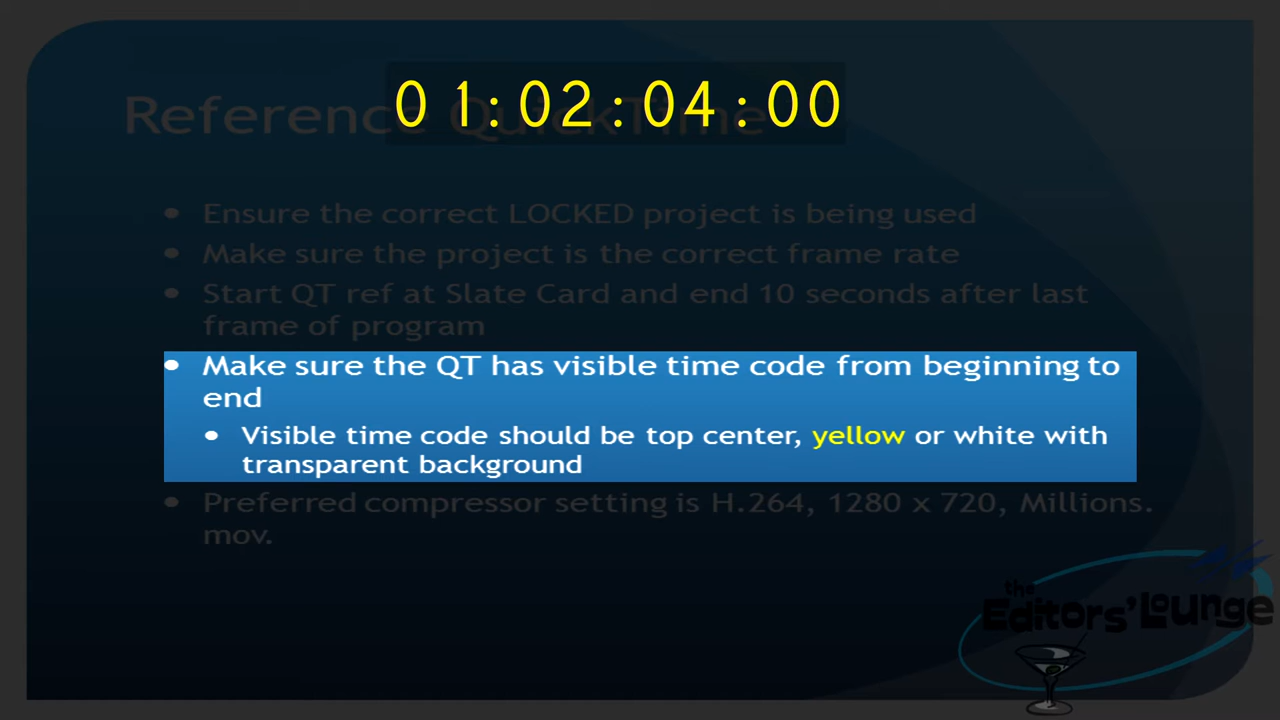 01:02:04:00
Reference QuickTime
• Ensure the correct LOCKED project is being used
• Make sure the project is the correct frame rate
• Start QT ref at Slate Card and end 10 seconds after last
frame of program
• Make sure the QT has visible time code from beginning to
end
• Visible time code should be top center, yellow or white with
transparent background
• Preferred compressor setting is H.264, 1280 x 720, Millions.
mov.
the
Editors' Lounge